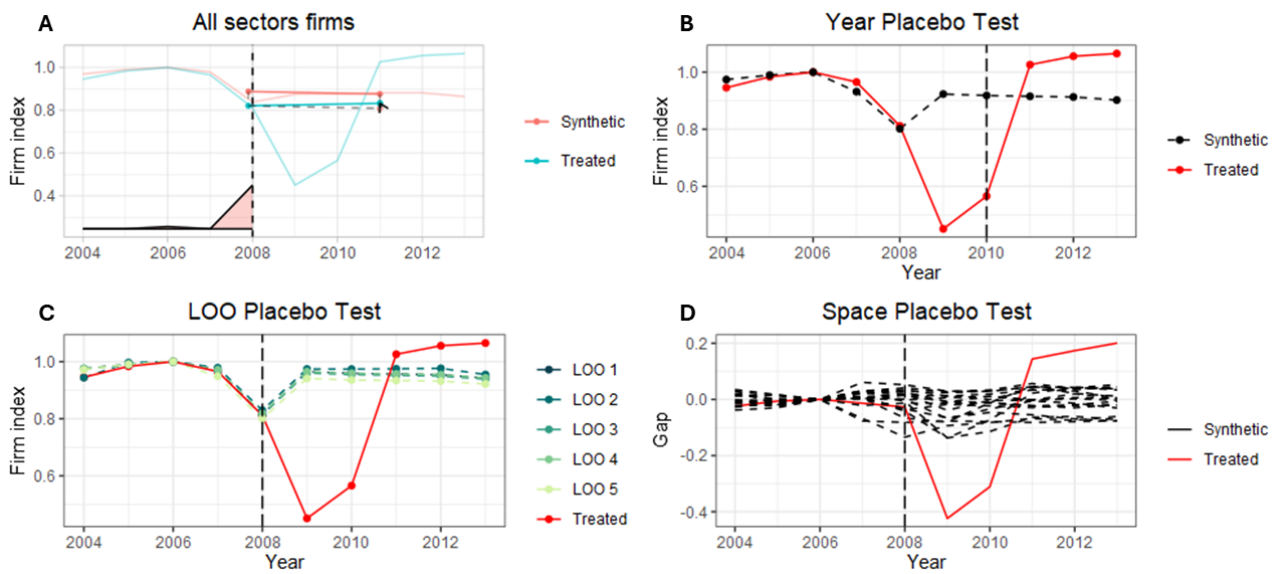 A
All sectors firms
Firm index
1.0
0.8
0.6
0.4
2004
2006
2008
2010
2012
Synthetic
Treated
B
Year Placebo Test
Firm index
1.0
0.8
0.6
2004
2006
2008
2010
2012
Year
Synthetic
Treated
C
LOO Placebo Test
Firm index
1.0
0.8
0.6
2004
2006
2008
2010
2012
Year
LOO 1
LOO 2
LOO 3
LOO 4
LOO 5
Treated
D
Space Placebo Test
Gap
0.2
0.0
-0.2
-0.4
2004
2006
2008
2010
2012
Year
Synthetic
Treated